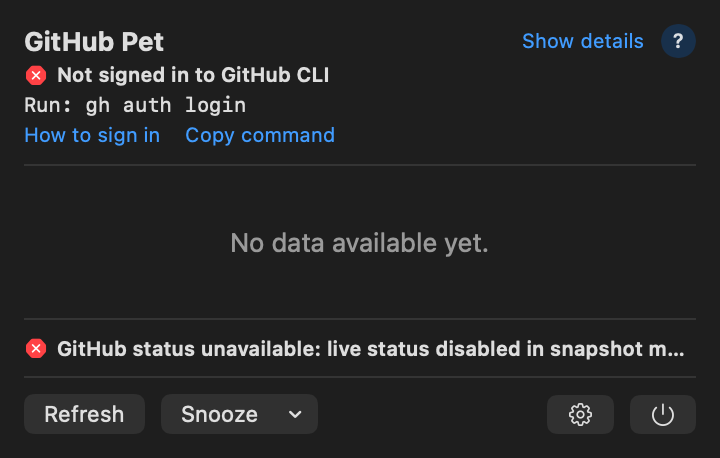 GitHub Pet
Show details ?
Not signed in to GitHub CLI
Run: gh auth login
How to sign in Copy command
No data available yet.
GitHub status unavailable: live status disabled in snapshot m...
Refresh Snooze